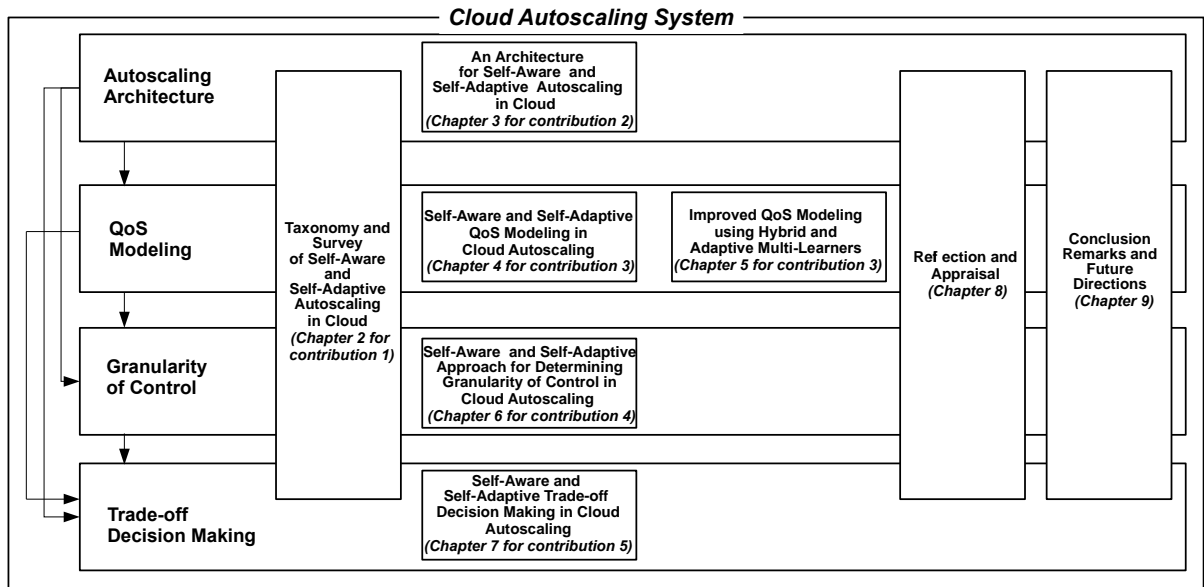 Cloud Autoscaling System
Autoscaling
Architecture
An Architecture
for Self-Aware and
Self-Adaptive Autoscaling
in Cloud
(Chapter 3 for contribution 2)
QoS
Modeling
Taxonomy and
Survey
of Self-Aware
and
Self-Adaptive
Autoscaling
in Cloud
(Chapter 2 for
contribution 1)
Self-Aware and Self-Adaptive
QoS Modeling in
Cloud Autoscaling
(Chapter 4 for contribution 3)
Improved QoS Modeling
using Hybrid and
Adaptive Multi-Learners
(Chapter 5 for contribution 3)
Ref ection and
Appraisal
(Chapter 8)
Conclusion
Remarks and
Future
Directions
(Chapter 9)
Granularity
of Control
Self-Aware and Self-Adaptive
Approach for Determining
Granularity of Control in
Cloud Autoscaling
(Chapter 6 for contribution 4)
Trade-off
Decision Making
Self-Aware and
Self-Adaptive Trade-off
Decision Making in Cloud
Autoscaling
(Chapter 7 for contribution 5)